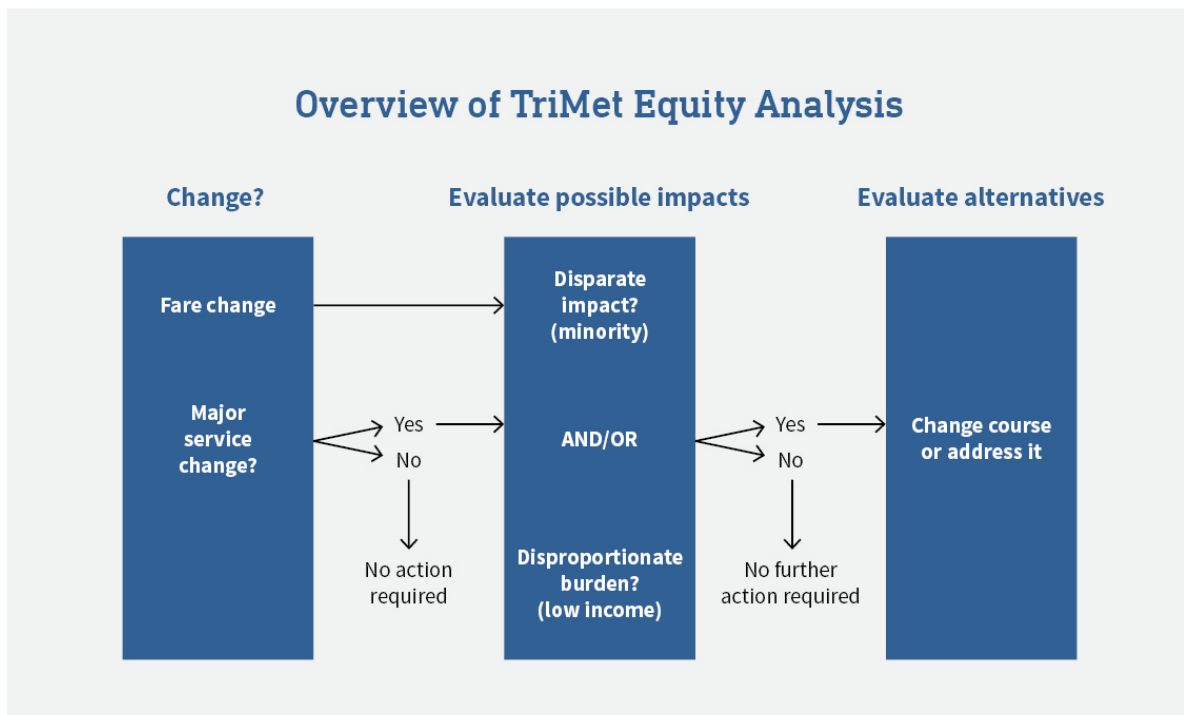 Overview of TriMet Equity Analysis
Change?
Evaluate possible impacts
Evaluate alternatives
Fare change
Major
service
change?
Yes
No
No action
required
Disparate
impact?
(minority)
AND/OR
Disproportionate
burden?
(low income)
Yes
No
No further
action required
Change course
or address it